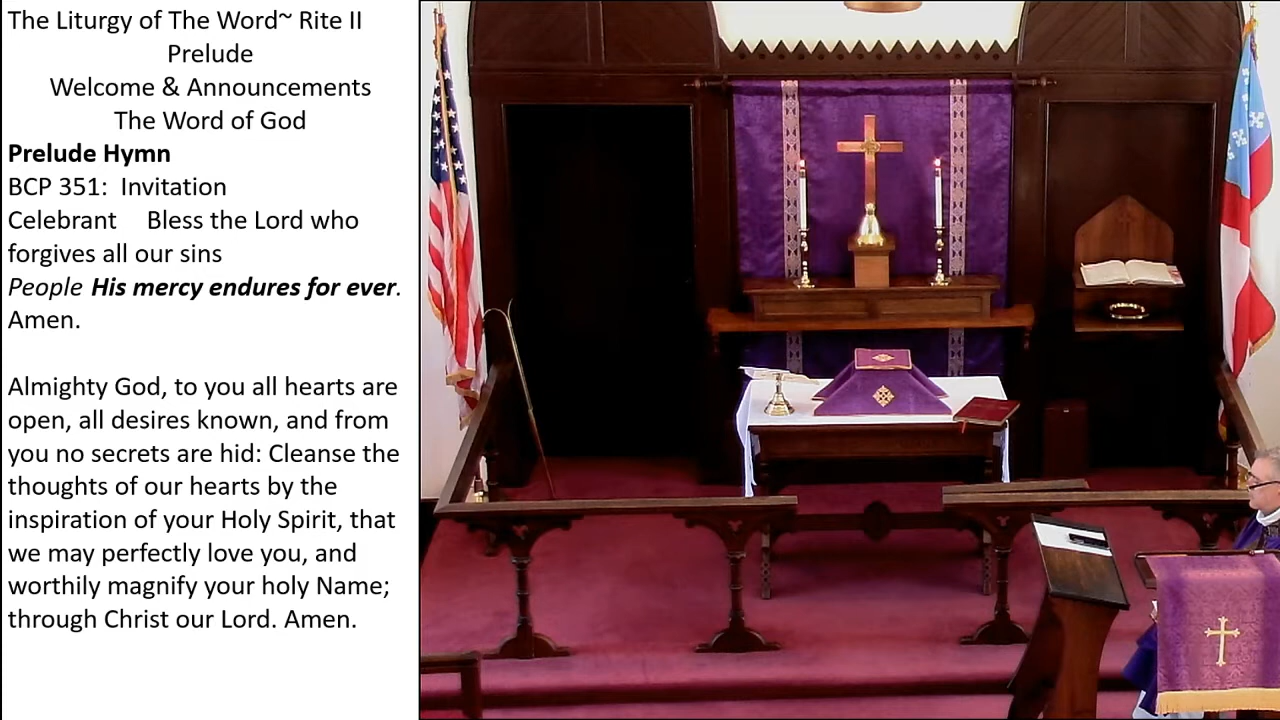 The Liturgy of The Word~ Rite II
Prelude
Welcome & Announcements
The Word of God
Prelude Hymn
BCP 351:  Invitation
Celebrant    Bless the Lord who
forgives all our sins
People His mercy endures for ever.
Amen.
Almighty God, to you all hearts are
open, all desires known, and from
you no secrets are hid: Cleanse the
thoughts of our hearts by the
inspiration of your Holy Spirit, that
we may perfectly love you, and
worthily magnify your holy Name;
through Christ our Lord. Amen.